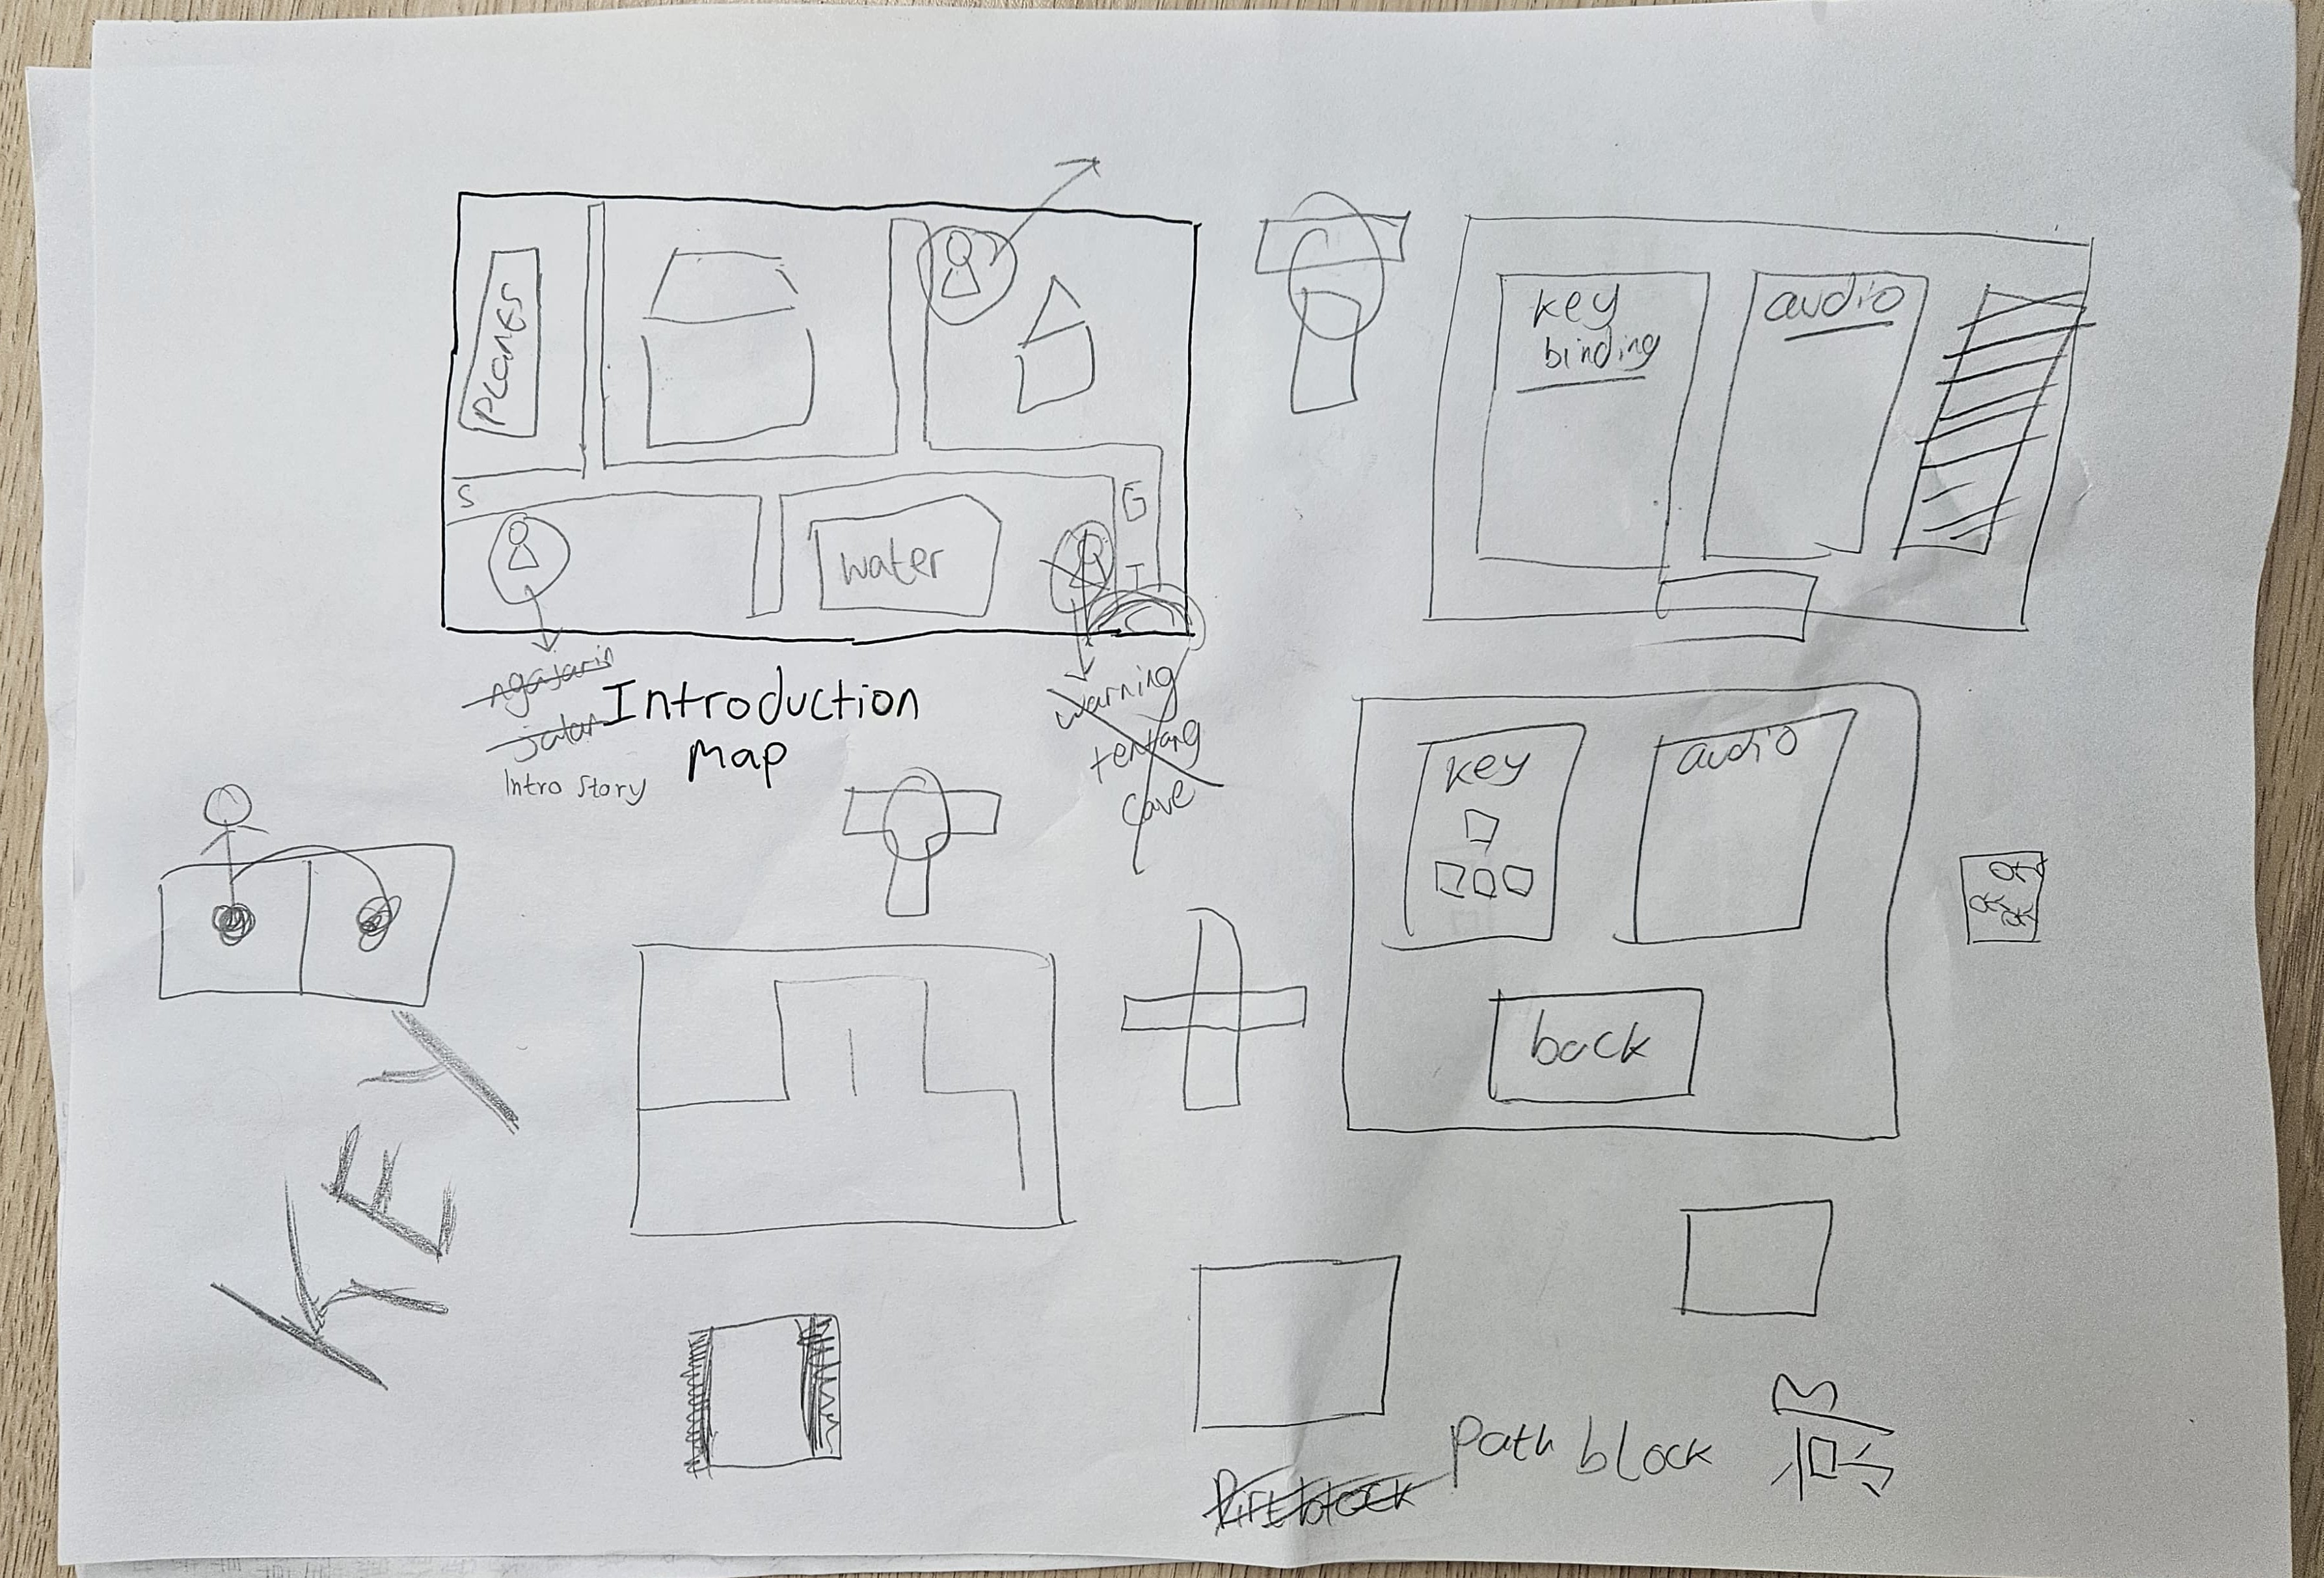 planes
S
water
G
I
ngajarin
jalan
Intro Story
Introduction
Map
warning
tentang
cave
key
binding
audio
key
audio
back
KEY
path block